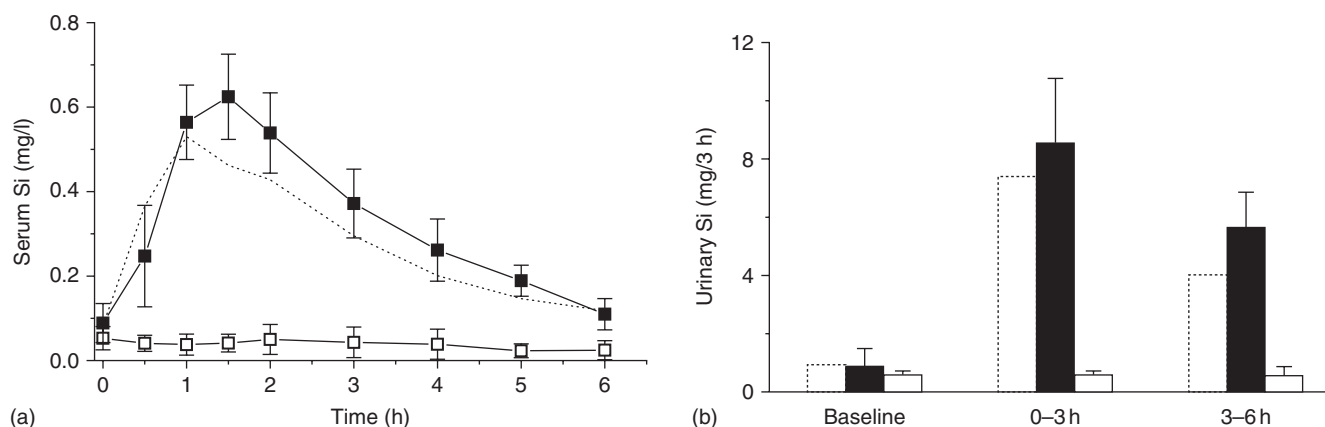 0.8
0.6
0.4
0.2
0.0
Serum Si (mg/l)
0 1 2 3 4 5 6
(a) Time (h)
12
8
4
0
Urinary Si (mg/3 h)
Baseline 0–3 h 3–6 h
(b)